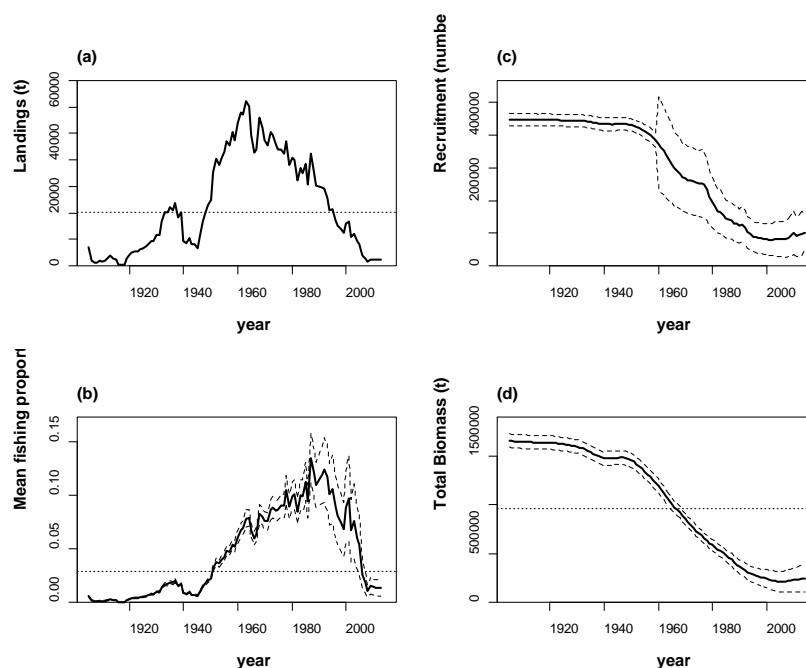 (a)
Landings (t)
0 20000 40000 60000
1920 1940 1960 1980 2000
year
(c)
Recruitment (numbe
0 200000 400000
1920 1940 1960 1980 2000
year
(b)
Mean fishing propor
0.00 0.05 0.10 0.15
1920 1940 1960 1980 2000
year
(d)
Total Biomass (t)
0 500000 1500000
1920 1940 1960 1980 2000
year